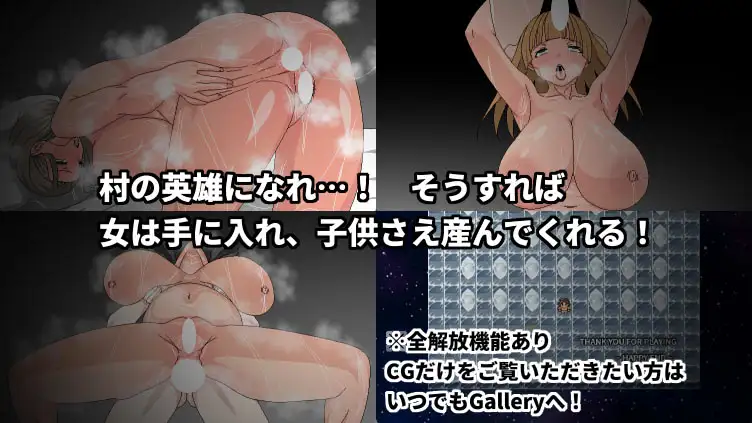 村の英雄になれ…！　そうすれば
女は手に入れ、子供さえ産んでくれる！
THANK YOU FOR PLAYING
HAPPY END
※全解放機能あり
CGだけをご覧いただきたい方は
いつでもGalleryへ！